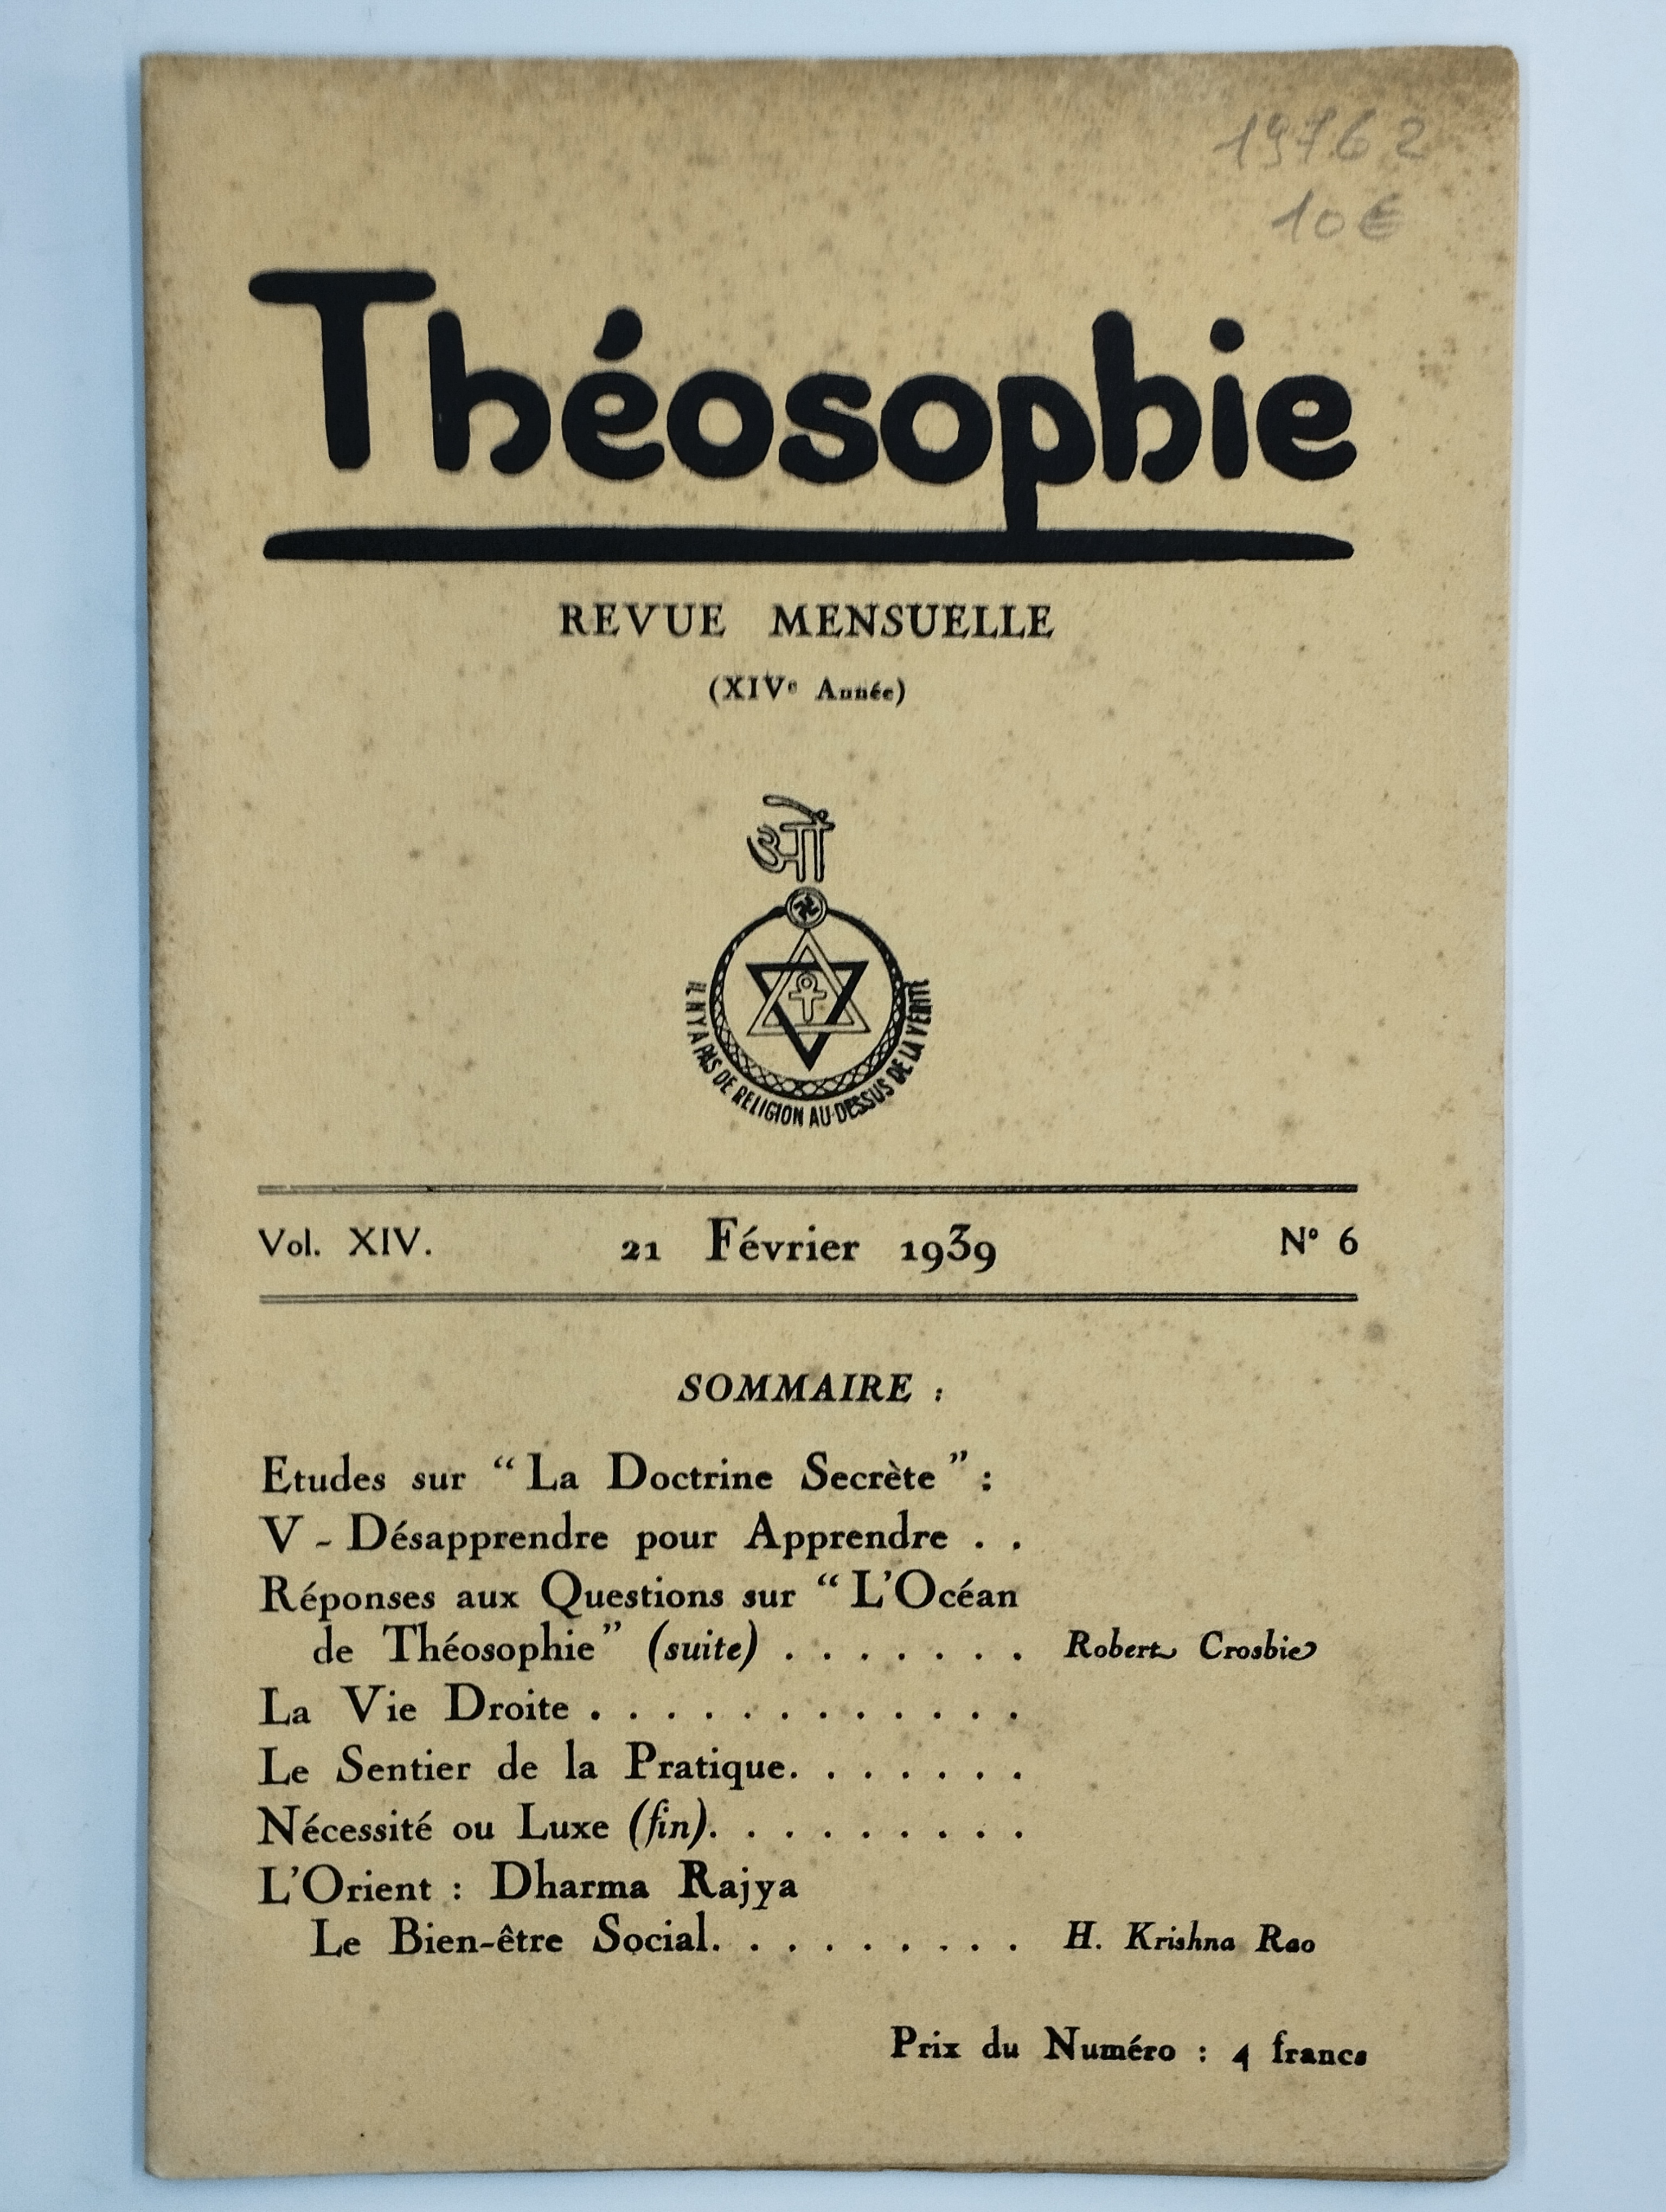 19762
10€
Théosophie
REVUE MENSUELLE
(XIVe Année)
ओं
IL N'Y A PAS DE RELIGION AU-DESSUS DE LA VÉRITÉ
Vol. XIV. 21 Février 1939 N° 6
SOMMAIRE :
Etudes sur “ La Doctrine Secrète ” :
V - Désapprendre pour Apprendre . .
Réponses aux Questions sur “ L'Océan
de Théosophie ” (suite) . . . . . . . Robert Crosbie
La Vie Droite . . . . . . . . . . . . .
Le Sentier de la Pratique. . . . . . .
Nécessité ou Luxe (fin). . . . . . . . .
L'Orient : Dharma Rajya
Le Bien-être Social. . . . . . . . . H. Krishna Rao
Prix du Numéro : 4 francs